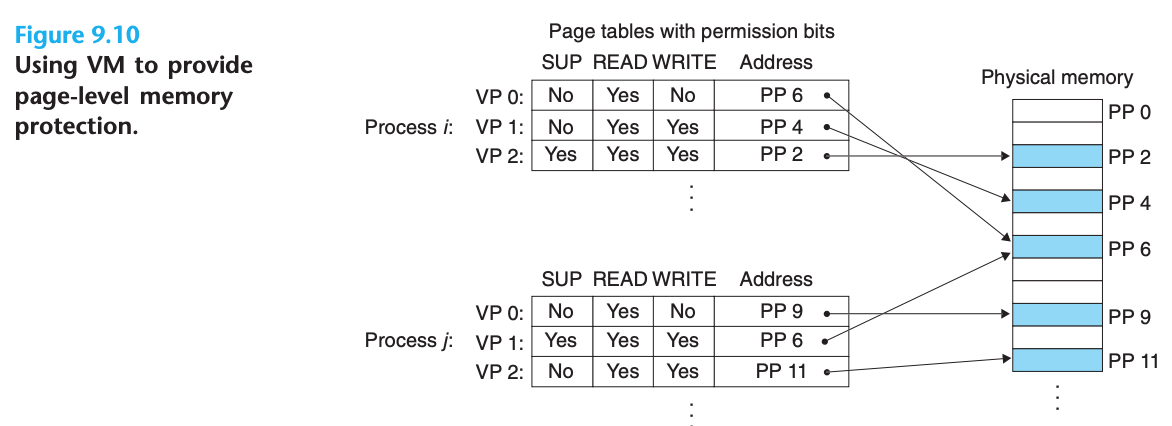 Figure 9.10
Using VM to provide
page-level memory
protection.
Page tables with permission bits
SUP READ WRITE Address
VP 0: No Yes No PP 6
Process i: VP 1: No Yes Yes PP 4
VP 2: Yes Yes Yes PP 2
SUP READ WRITE Address
VP 0: No Yes No PP 9
Process j: VP 1: Yes Yes Yes PP 6
VP 2: No Yes Yes PP 11
Physical memory
PP 0
PP 2
PP 4
PP 6
PP 9
PP 11